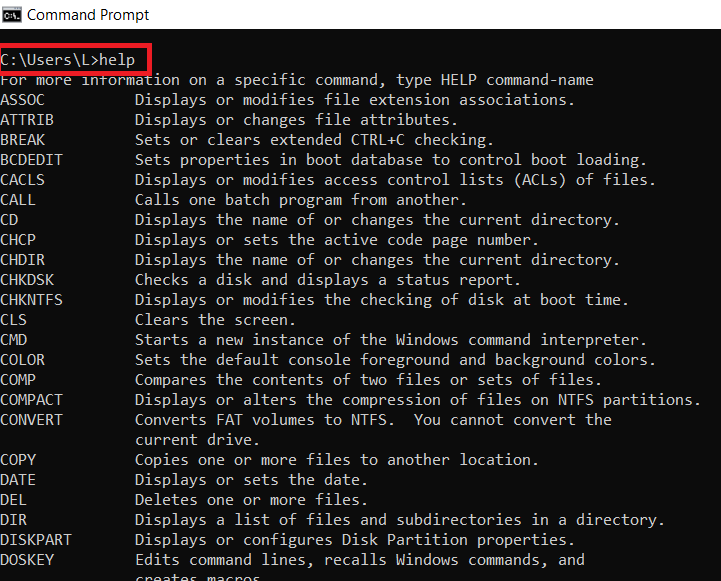 Command Prompt
C:\Users\L>help
For more information on a specific command, type HELP command-name
ASSOC          Displays or modifies file extension associations.
ATTRIB         Displays or changes file attributes.
BREAK          Sets or clears extended CTRL+C checking.
BCDEDIT        Sets properties in boot database to control boot loading.
CACLS          Displays or modifies access control lists (ACLs) of files.
CALL           Calls one batch program from another.
CD             Displays the name of or changes the current directory.
CHCP           Displays or sets the active code page number.
CHDIR          Displays the name of or changes the current directory.
CHKDSK         Checks a disk and displays a status report.
CHKNTFS        Displays or modifies the checking of disk at boot time.
CLS            Clears the screen.
CMD            Starts a new instance of the Windows command interpreter.
COLOR          Sets the default console foreground and background colors.
COMP           Compares the contents of two files or sets of files.
COMPACT        Displays or alters the compression of files on NTFS partitions.
CONVERT        Converts FAT volumes to NTFS.  You cannot convert the
               current drive.
COPY           Copies one or more files to another location.
DATE           Displays or sets the date.
DEL            Deletes one or more files.
DIR            Displays a list of files and subdirectories in a directory.
DISKPART       Displays or configures Disk Partition properties.
DOSKEY         Edits command lines, recalls Windows commands, and
               creates macros.